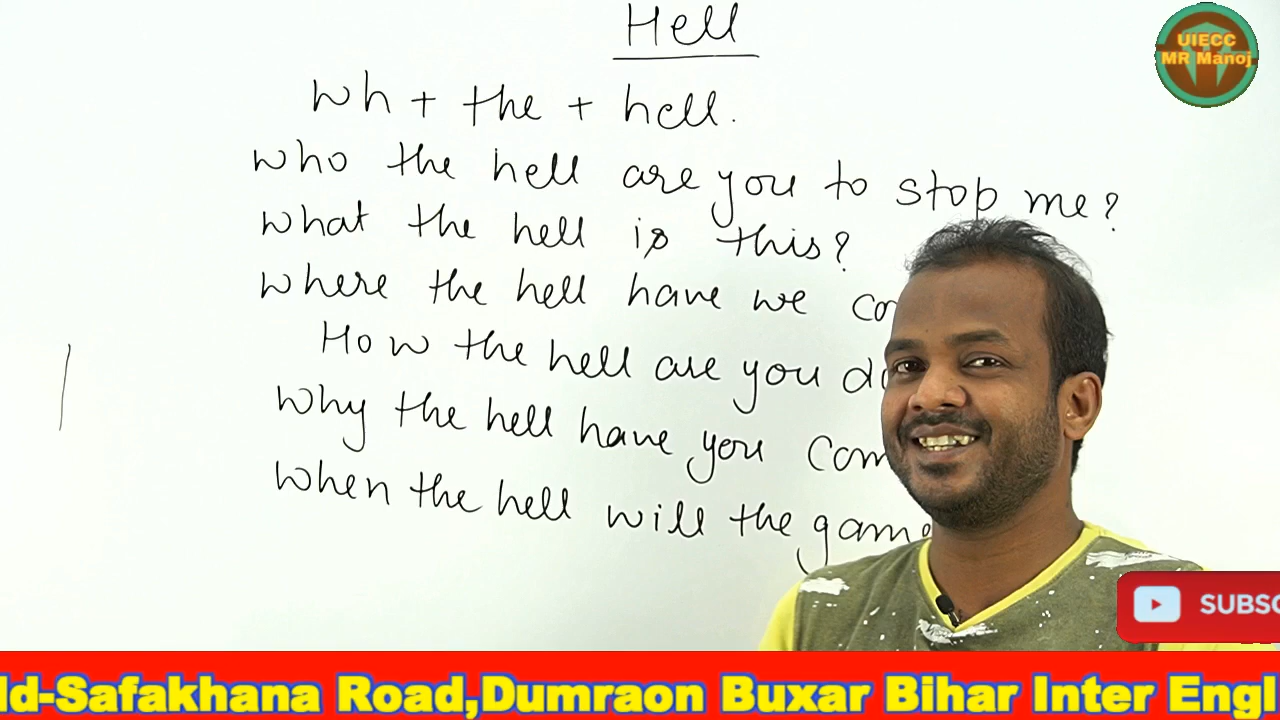 Hell
UIECC
MR Manoj
wh + the + hell.
who the hell are you to stop me?
what the hell is this?
where the hell have we
How the hell are you
why the hell have you
when the hell will the
SUBSC
ld-Safakhana Road,Dumraon Buxar Bihar Inter Engl